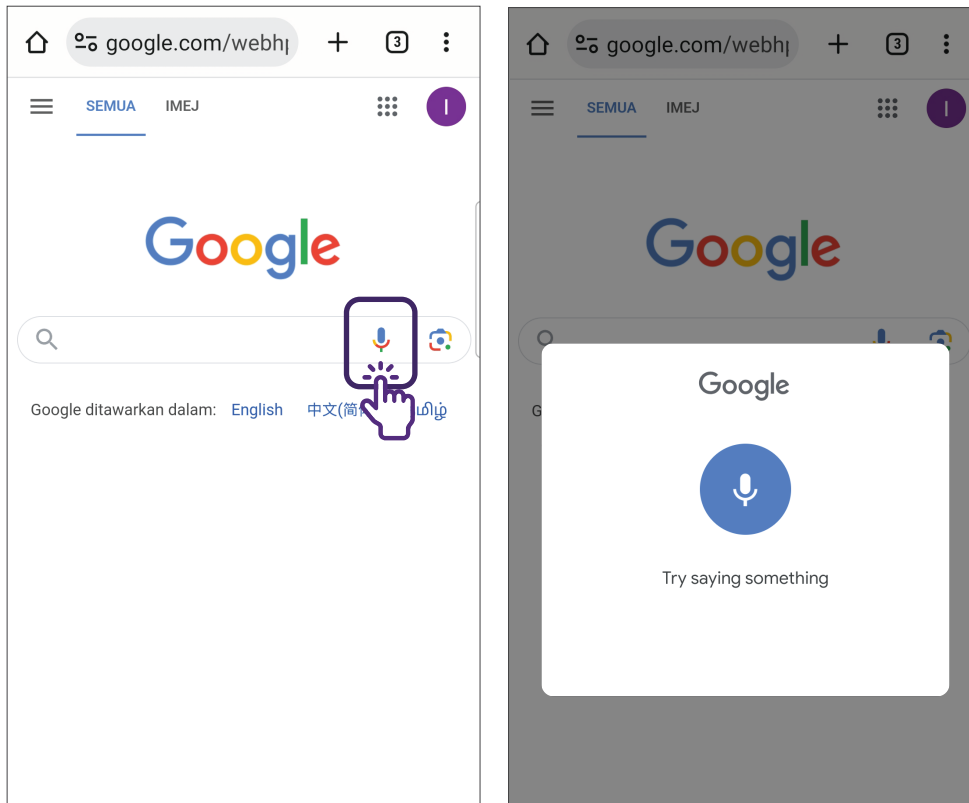 google.com/webhp
3
SEMUA IMEJ
I
Google
Google ditawarkan dalam: English 中文(简
google.com/webhp
3
SEMUA IMEJ
I
Google
G
Google
Try saying something